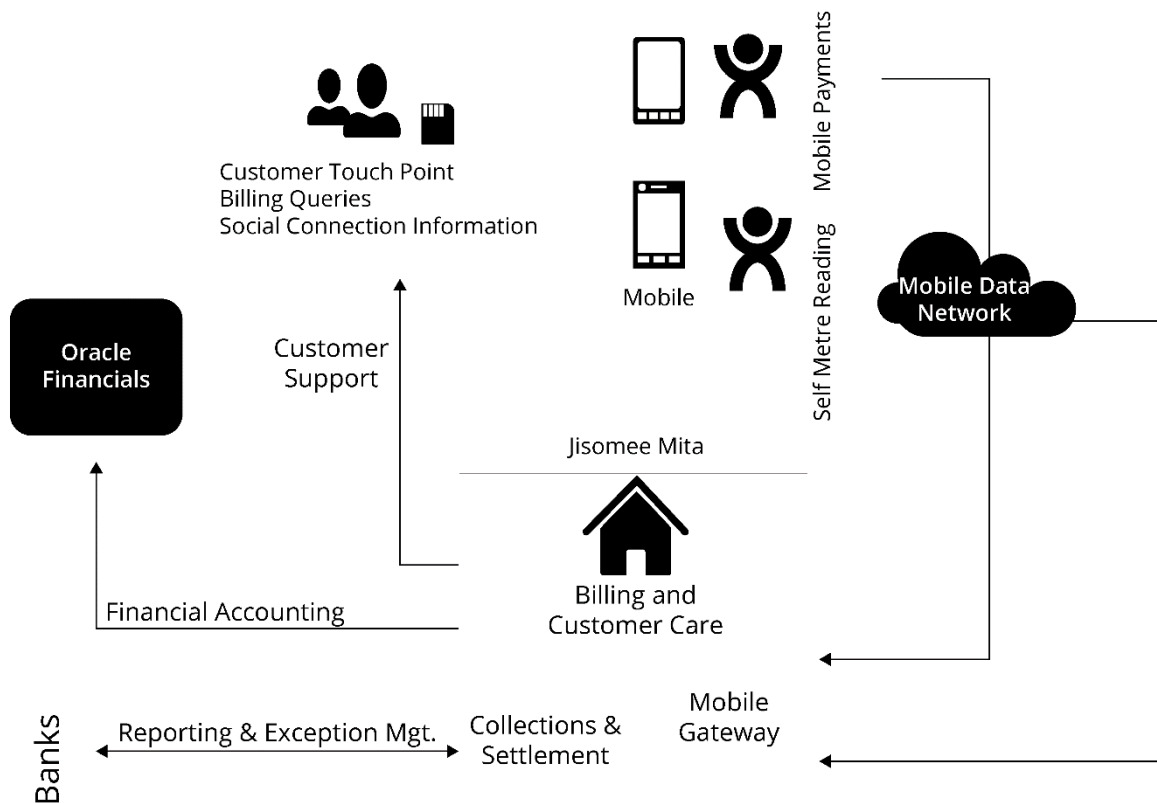 Mobile Payments
Customer Touch Point
Billing Queries
Social Connection Information
Mobile
Self Metre Reading
Mobile Data
Network
Oracle
Financials
Customer
Support
Jisomee Mita
Billing and
Customer Care
Financial Accounting
Banks
Reporting & Exception Mgt.
Collections &
Settlement
Mobile
Gateway